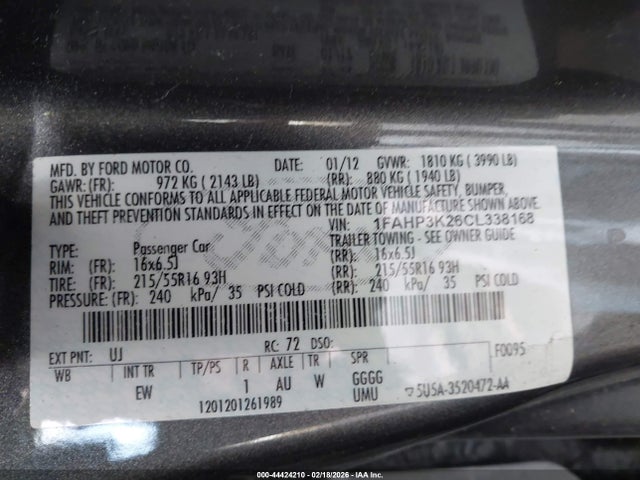 MFD. BY FORD MOTOR CO. DATE: 01/12 GVWR: 1810 KG ( 3990 LB)
GAWR: (FR): 972 KG ( 2143 LB) (RR): 880 KG ( 1940 LB)
THIS VEHICLE CONFORMS TO ALL APPLICABLE FEDERAL MOTOR VEHICLE SAFETY, BUMPER,
AND THEFT PREVENTION STANDARDS IN EFFECT ON THE DATE OF MANUFACTURE SHOWN ABOVE.
VIN: 1FAHP3K26CL338168
TYPE: Passenger Car TRAILER TOWING - SEE OWNER GUIDE
RIM: (FR): 16x6.5J (RR): 16x6.5J
TIRE: (FR): 215/55R16 93H (RR): 215/55R16 93H
PRESSURE: (FR): 240 kPa/ 35 PSI COLD (RR): 240 kPa/ 35 PSI COLD
EXT PNT: UJ RC: 72 DSO: F0095
WB INT TR TP/PS R AXLE TR SPR
EW 1 AU W GGGG
UMU
1201201261989 5U5A-3520472-AA
000-44424210 - 02/18/2026 - IAA Inc.